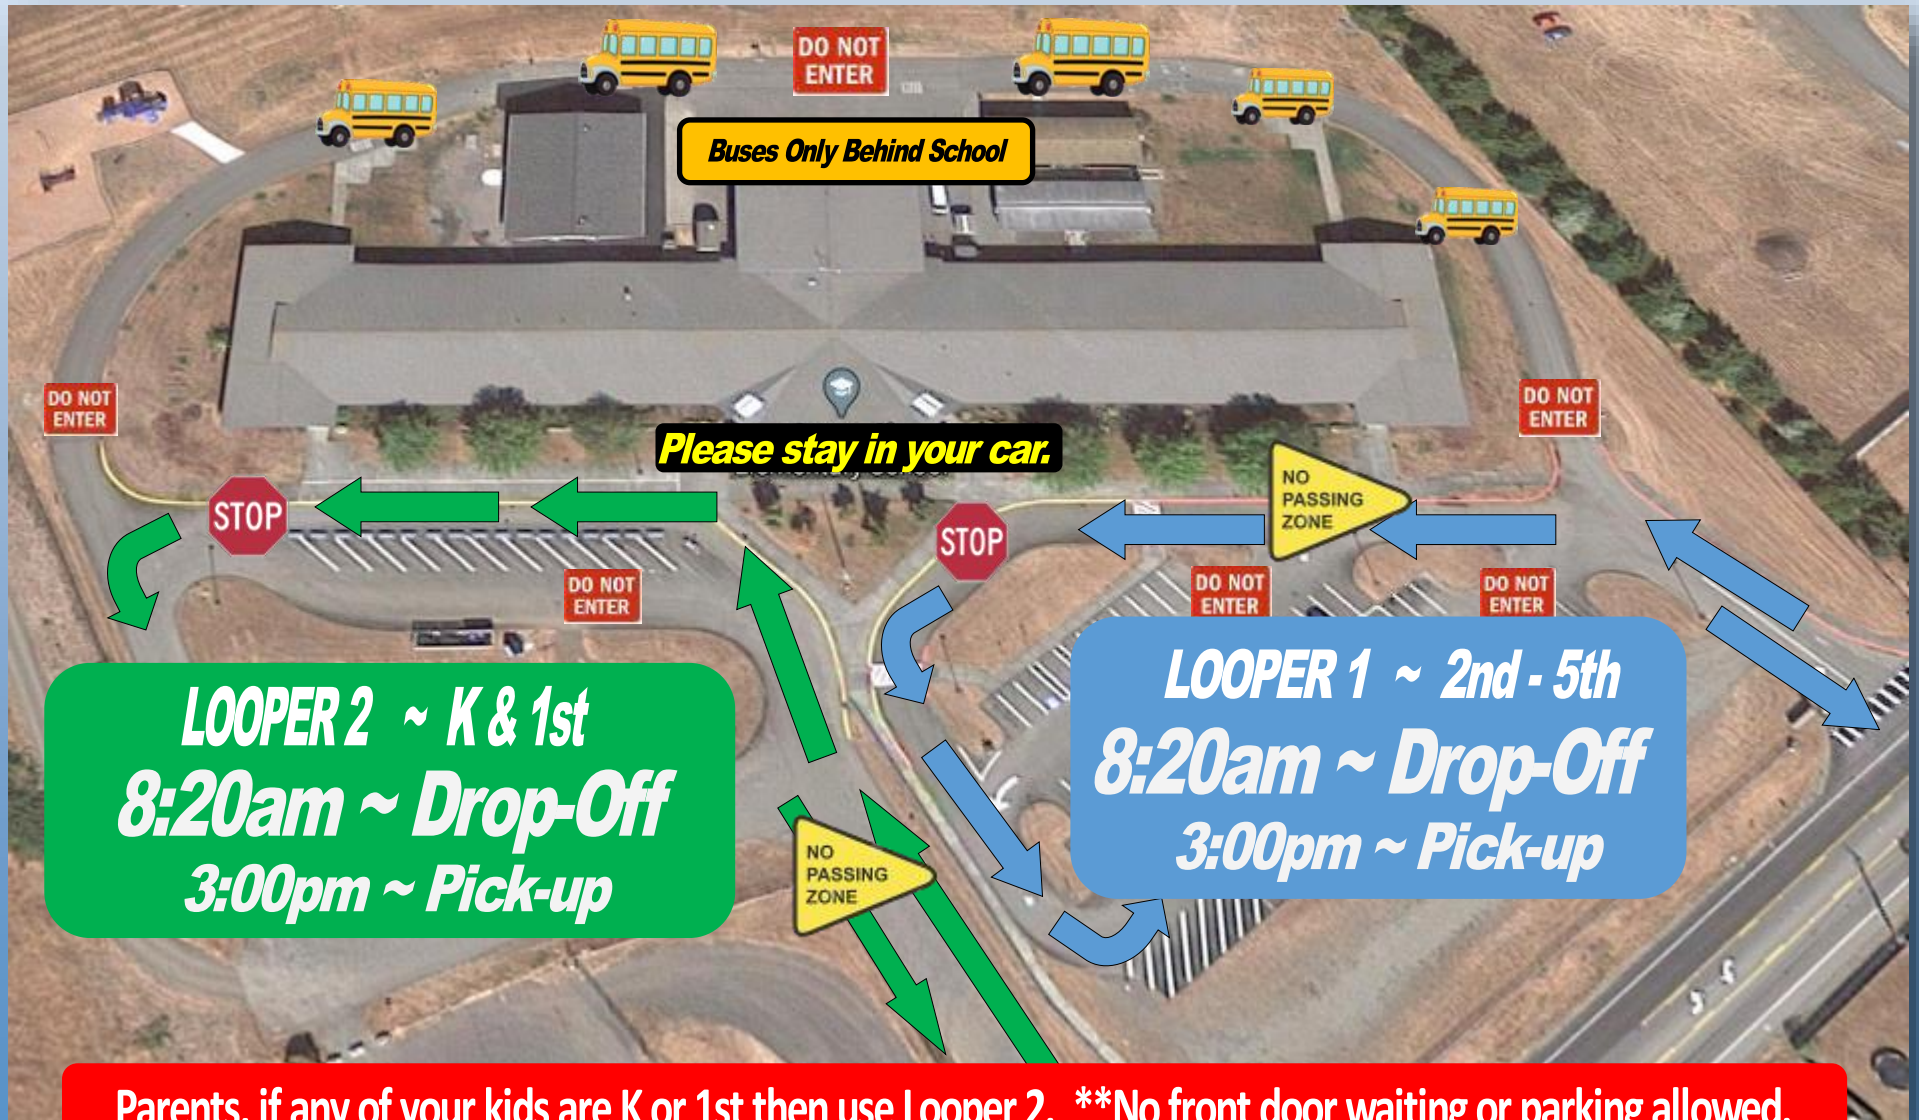 DO NOT
ENTER
Buses Only Behind School
DO NOT
ENTER
DO NOT
ENTER
Please stay in your car.
STOP
STOP
NO
PASSING
ZONE
DO NOT
ENTER
DO NOT
ENTER
DO NOT
ENTER
LOOPER 2 ~ K & 1st
8:20am ~ Drop-Off
3:00pm ~ Pick-up
LOOPER 1 ~ 2nd - 5th
8:20am ~ Drop-Off
3:00pm ~ Pick-up
NO
PASSING
ZONE
Parents, if any of your kids are K or 1st then use Looper 2. **No front door waiting or parking allowed.